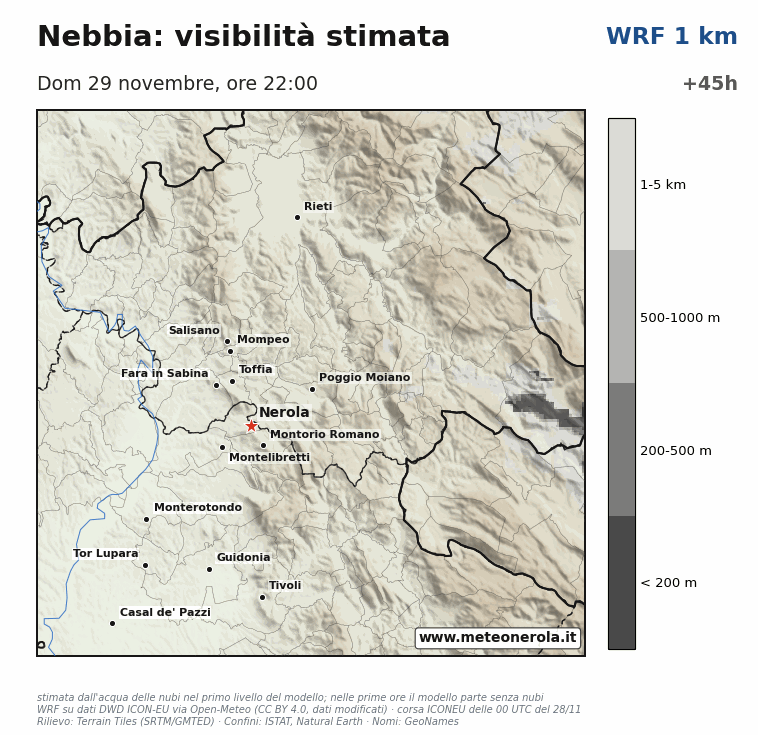 Nebbia: visibilità stimata
WRF 1 km
Dom 29 novembre, ore 22:00
+45h
Rieti
Salisano
Mompeo
Fara in Sabina
Toffia
Poggio Moiano
Nerola
Montorio Romano
Montelibretti
Monterotondo
Tor Lupara
Guidonia
Tivoli
Casal de' Pazzi
www.meteonerola.it
1-5 km
500-1000 m
200-500 m
< 200 m
stimata dall'acqua delle nubi nel primo livello del modello; nelle prime ore il modello parte senza nubi
WRF su dati DWD ICON-EU via Open-Meteo (CC BY 4.0, dati modificati) · corsa ICONEU delle 00 UTC del 28/11
Rilievo: Terrain Tiles (SRTM/GMTED) · Confini: ISTAT, Natural Earth · Nomi: GeoNames